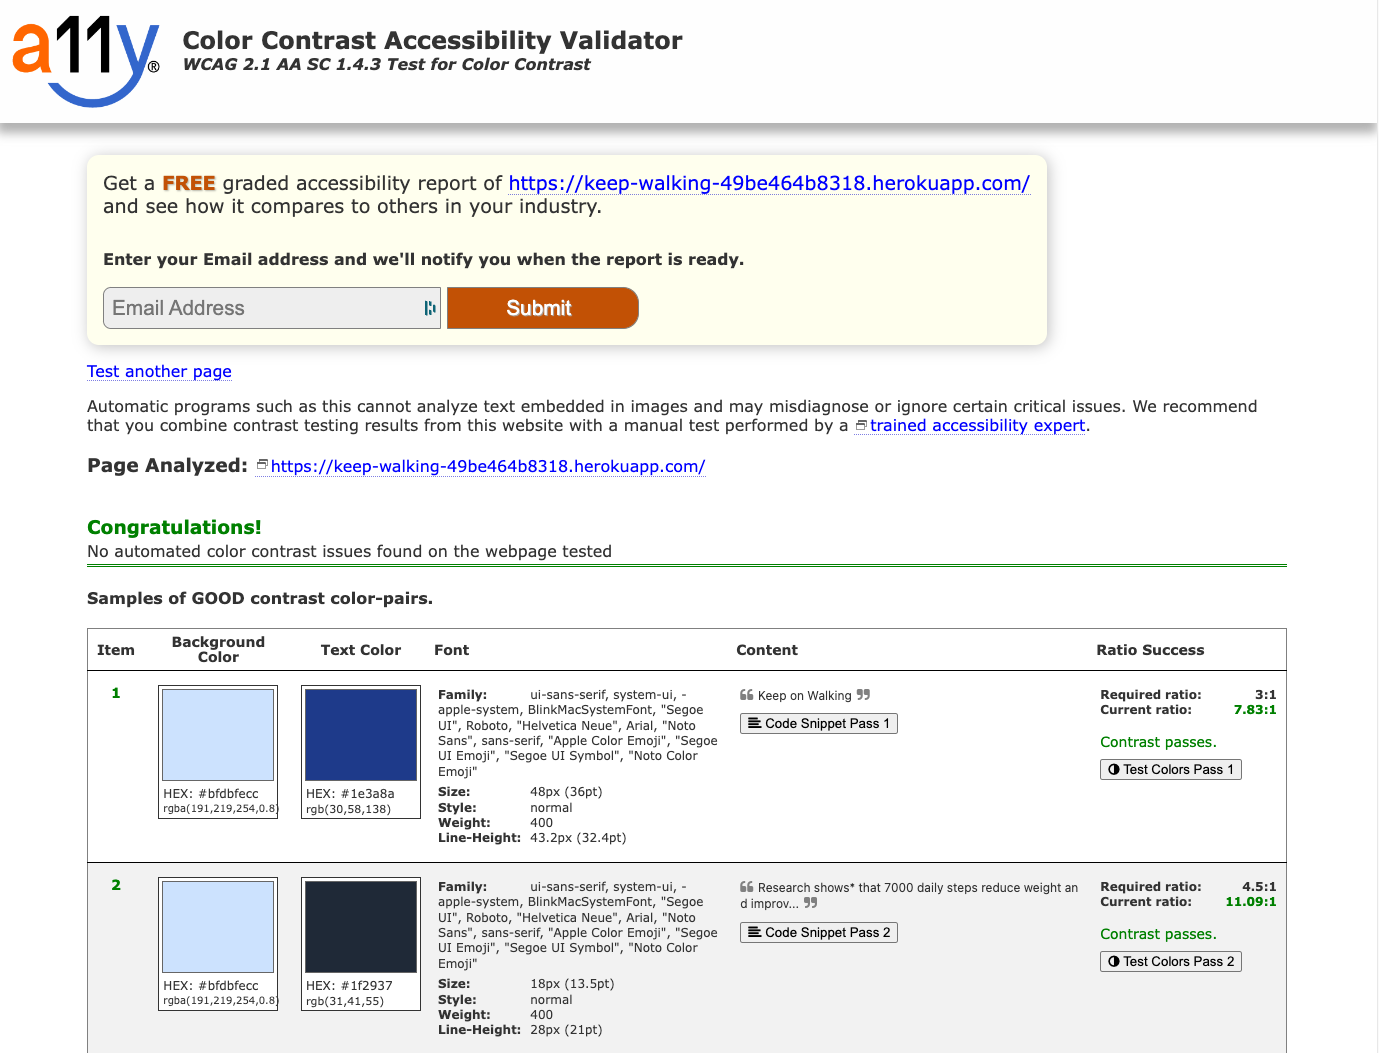 a11y®
Color Contrast Accessibility Validator
WCAG 2.1 AA SC 1.4.3 Test for Color Contrast
Get a FREE graded accessibility report of https://keep-walking-49be464b8318.herokuapp.com/
and see how it compares to others in your industry.
Enter your Email address and we'll notify you when the report is ready.
Email Address
Submit
Test another page
Automatic programs such as this cannot analyze text embedded in images and may misdiagnose or ignore certain critical issues. We recommend
that you combine contrast testing results from this website with a manual test performed by a trained accessibility expert.
Page Analyzed: https://keep-walking-49be464b8318.herokuapp.com/
Congratulations!
No automated color contrast issues found on the webpage tested
Samples of GOOD contrast color-pairs.
Item
Background
Color
Text Color
Font
Content
Ratio Success
1
HEX: #bfdbfecc
rgba(191,219,254,0.8)
HEX: #1e3a8a
rgb(30,58,138)
Family: ui-sans-serif, system-ui, -
apple-system, BlinkMacSystemFont, "Segoe
UI", Roboto, "Helvetica Neue", Arial, "Noto
Sans", sans-serif, "Apple Color Emoji", "Segoe
UI Emoji", "Segoe UI Symbol", "Noto Color
Emoji"
Size: 48px (36pt)
Style: normal
Weight: 400
Line-Height: 43.2px (32.4pt)
❝ Keep on Walking ❞
Code Snippet Pass 1
Required ratio: 3:1
Current ratio: 7.83:1
Contrast passes.
Test Colors Pass 1
2
HEX: #bfdbfecc
rgba(191,219,254,0.8)
HEX: #1f2937
rgb(31,41,55)
Family: ui-sans-serif, system-ui, -
apple-system, BlinkMacSystemFont, "Segoe
UI", Roboto, "Helvetica Neue", Arial, "Noto
Sans", sans-serif, "Apple Color Emoji", "Segoe
UI Emoji", "Segoe UI Symbol", "Noto Color
Emoji"
Size: 18px (13.5pt)
Style: normal
Weight: 400
Line-Height: 28px (21pt)
❝ Research shows* that 7000 daily steps reduce weight an
d improv... ❞
Code Snippet Pass 2
Required ratio: 4.5:1
Current ratio: 11.09:1
Contrast passes.
Test Colors Pass 2